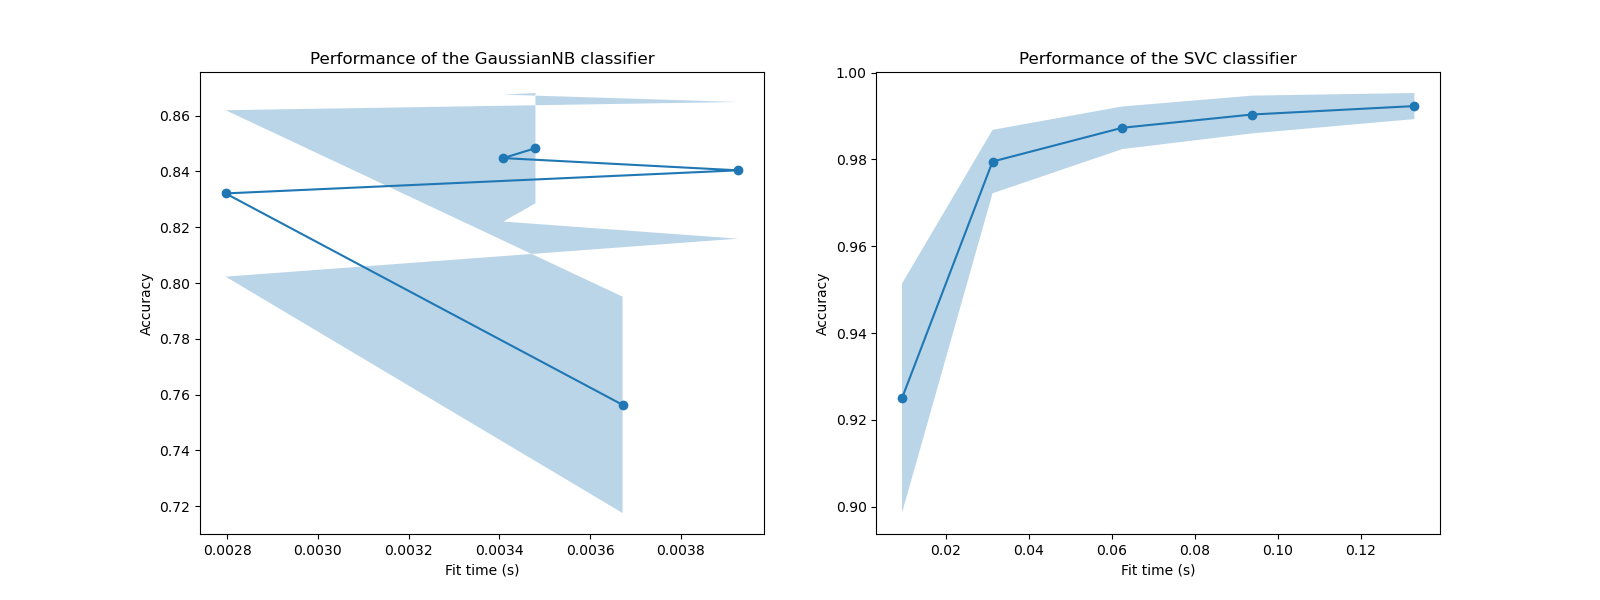 Performance of the GaussianNB classifier
Accuracy
0.86
0.84
0.82
0.80
0.78
0.76
0.74
0.72
0.0028 0.0030 0.0032 0.0034 0.0036 0.0038
Fit time (s)
Performance of the SVC classifier
Accuracy
1.00
0.98
0.96
0.94
0.92
0.90
0.02 0.04 0.06 0.08 0.10 0.12
Fit time (s)